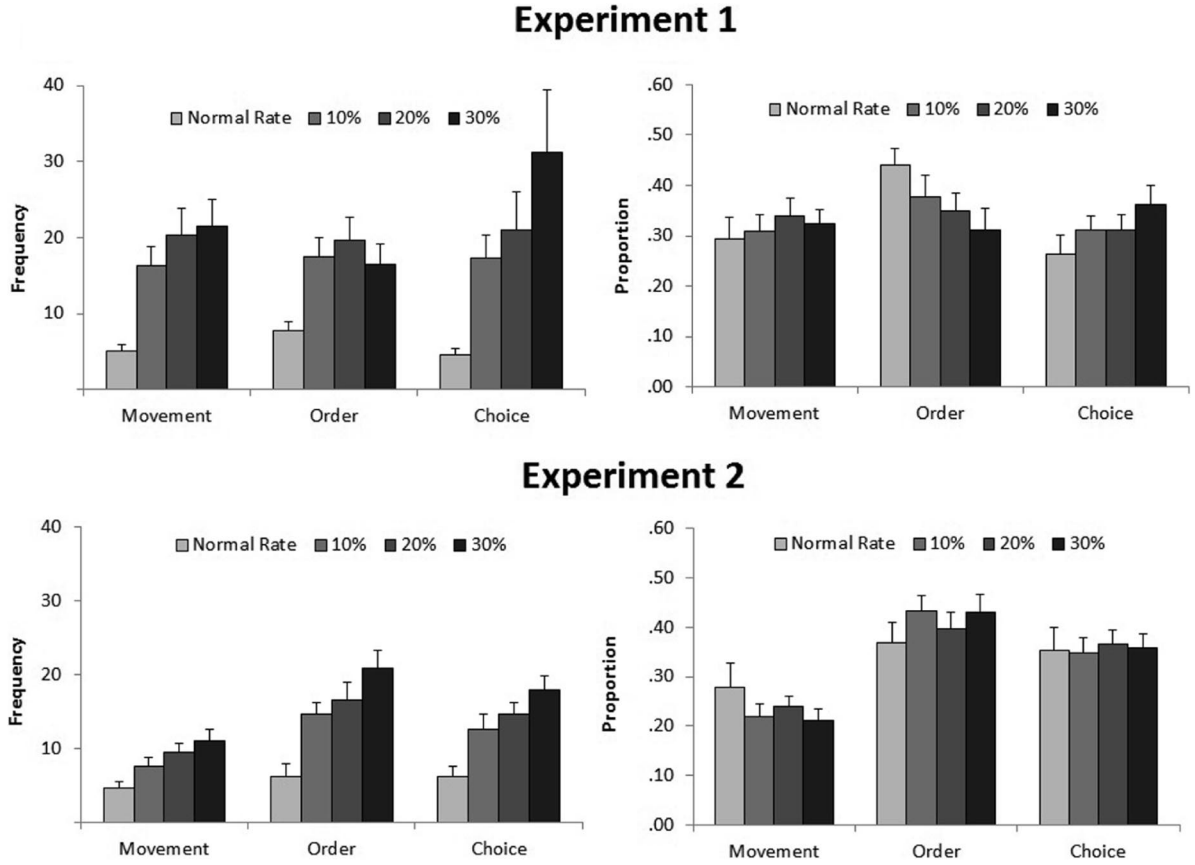 Experiment 1
Frequency
40
30
20
10
Normal Rate 10% 20% 30%
Movement Order Choice
Proportion
.60
.50
.40
.30
.20
.10
.00
Normal Rate 10% 20% 30%
Movement Order Choice
Experiment 2
Frequency
40
30
20
10
Normal Rate 10% 20% 30%
Movement Order Choice
Proportion
.60
.50
.40
.30
.20
.10
.00
Normal Rate 10% 20% 30%
Movement Order Choice